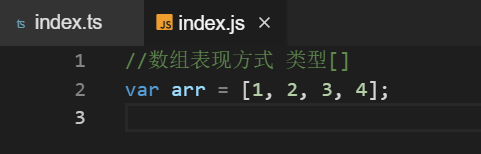 TS index.ts JS index.js ×
1 //数组表现方式 类型[]
2 var arr = [1, 2, 3, 4];
3